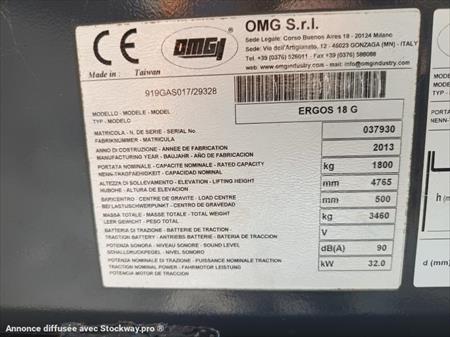 CE
OMG
OMG S.r.l.
Sede Legale: Corso Buenos Aires 18 - 20124 Milano
Sede: Via dell'Artigianato, 12 - 46023 GONZAGA (MN) - ITALY
Tel. +39 (0376) 526011 - Fax +39 (0376) 588088
www.omgindustry.com - info@omgindustry.com
Made in: Taiwan
919GAS017/29328
MODELLO - MODELE - MODEL
TYP - MODELO
ERGOS 18 G
MATRICOLA - N. DE SERIE - SERIAL No.
FABRIKNUMMER - MATRICULA
037930
ANNO DI COSTRUZIONE - ANNEE DE FABRICATION
MANUFACTURING YEAR - BAUJAHR - AÑO DE FABRICACION
2013
PORTATA NOMINALE - CAPACITE NOMINALE - RATED CAPACITY
NENN-TRAGFAEHIGKEIT - CAPACIDAD NOMINAL
kg 1800
ALTEZZA DI SOLLEVAMENTO - ELEVATION - LIFTING HEIGHT
HUBOHE - ALTURA DE ELEVACION
mm 4765
BARICENTRO - CENTRE DE GRAVITE - LOAD CENTRE
BEI LASTSCHWERPUNKT - CENTRO DE GRAVEDAD
mm 500
MASSA TOTALE - MASSE TOTALE - TOTAL WEIGHT
LEER GEWICHT - PESO TOTAL
kg 3460
BATTERIA DI TRAZIONE - BATTERIE DE TRACTION
TRACTION BATTERY - ANTRIEBS BATTERIE - BATERIA DE TRACCION
V
POTENZA SONORA - NIVEAU SONORE - SOUND LEVEL
SCHALLDRUCKPEGEL - NIVEL SONORO
dB(A) 90
POTENZA NOMINALE TRAZIONE - PUISSANCE NOMINALE TRACTION
TRACTION NOMINAL POWER - FAHRMOTOR LEISTUNG
POTENCIA MOTOR DE TRACCION
kW 32.0
CAPA
NENN-T
h (m
d (mm)
Annonce diffusée avec Stockway.pro ®